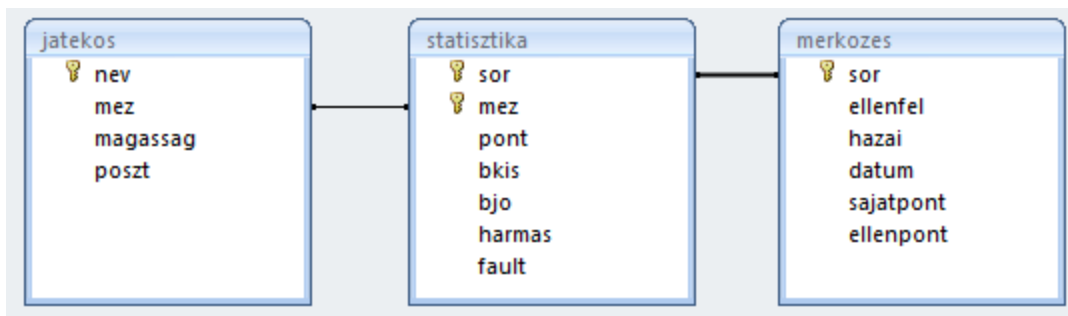 jatekos
nev
mez
magassag
poszt
statisztika
sor
mez
pont
bkis
bjo
harmas
fault
merkozes
sor
ellenfel
hazai
datum
sajatpont
ellenpont